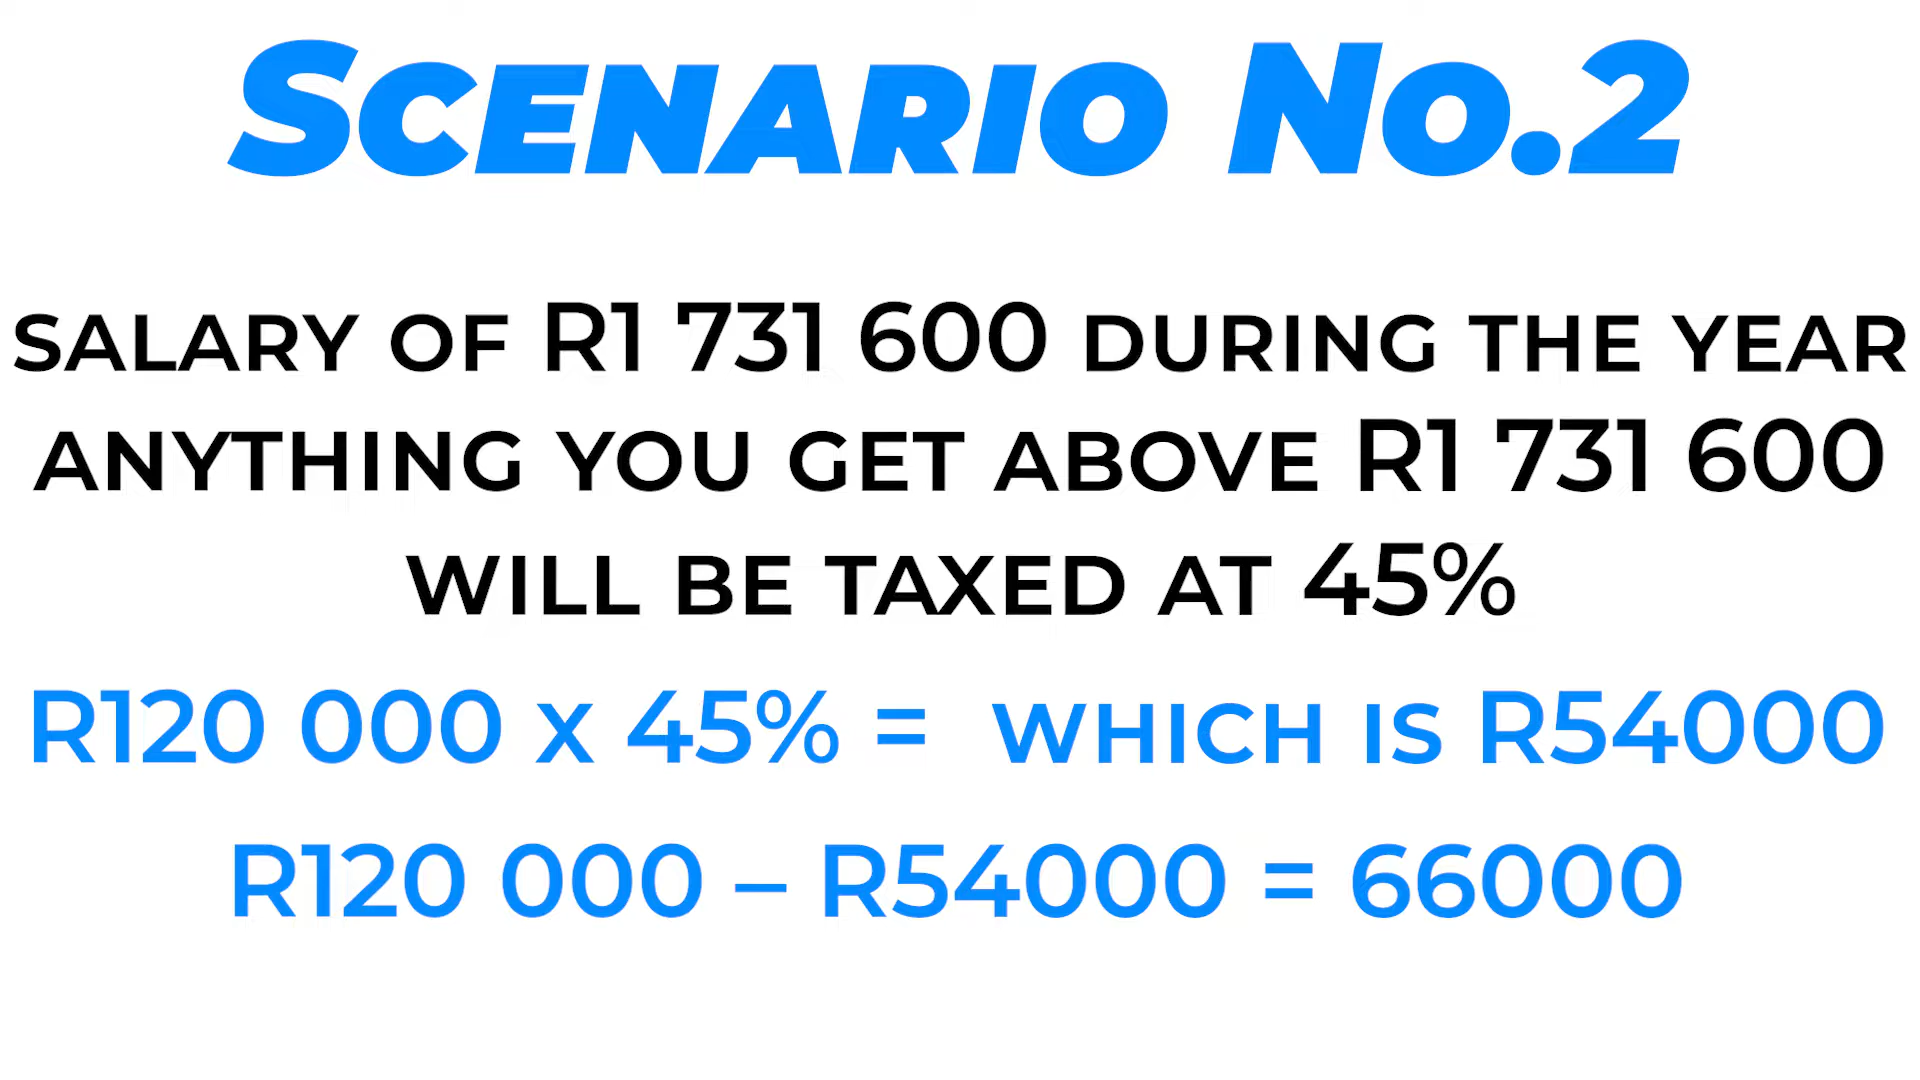 Scenario No.2
salary of R1 731 600 during the year
anything you get above R1 731 600
will be taxed at 45%
R120 000 x 45% = which is R54000
R120 000 – R54000 = 66000